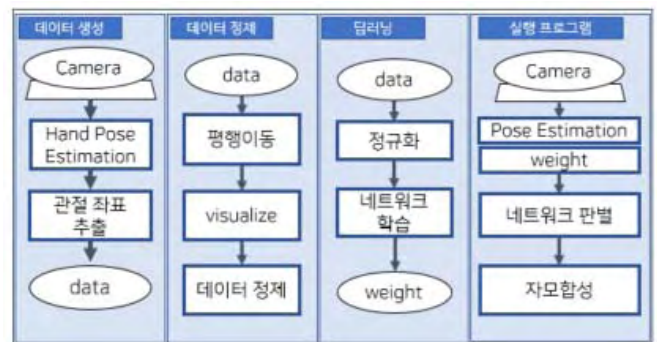 데이터 생성
Camera
Hand Pose
Estimation
관절 좌표
추출
data
데이터 정제
data
평행이동
visualize
데이터 정제
딥러닝
data
정규화
네트워크
학습
weight
실행 프로그램
Camera
Pose Estimation
weight
네트워크 판별
자모합성